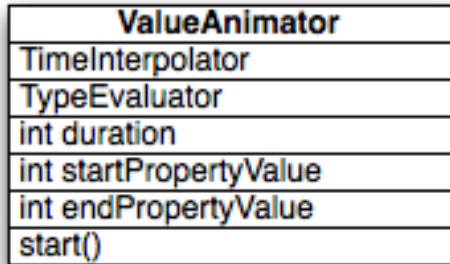 ValueAnimator
TimeInterpolator
TypeEvaluator
int duration
int startPropertyValue
int endPropertyValue
start()